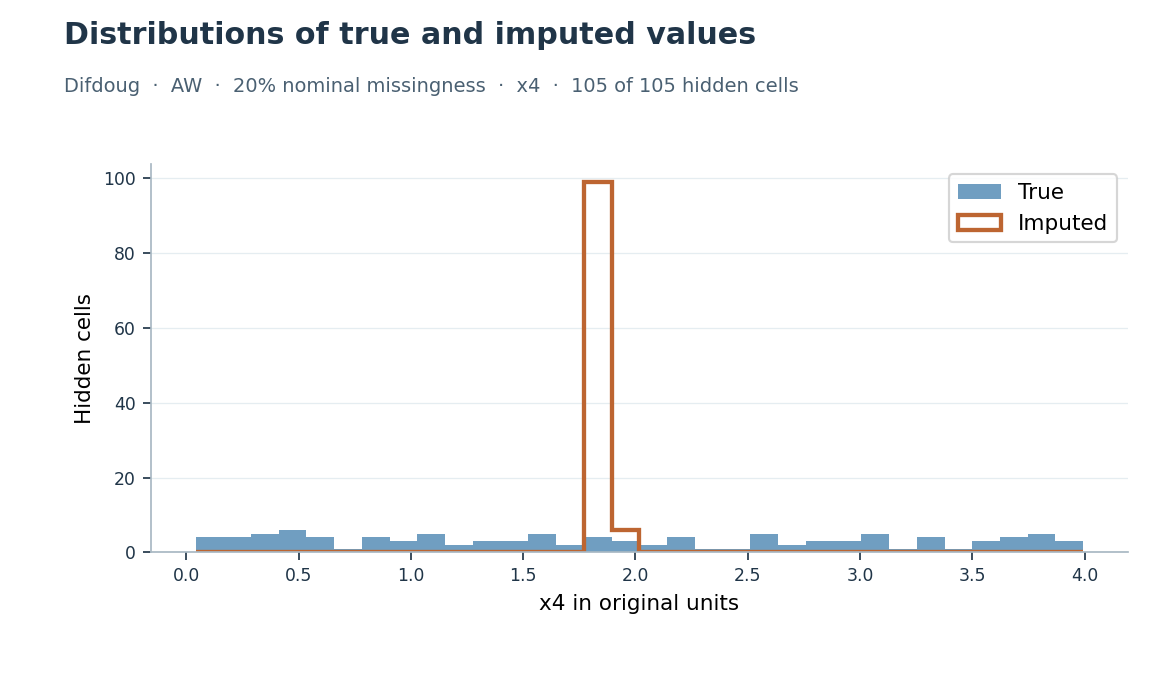 Distributions of true and imputed values
Difdoug · AW · 20% nominal missingness · x4 · 105 of 105 hidden cells
100
80
60
40
20
0
Hidden cells
True
Imputed
0.0 0.5 1.0 1.5 2.0 2.5 3.0 3.5 4.0
x4 in original units